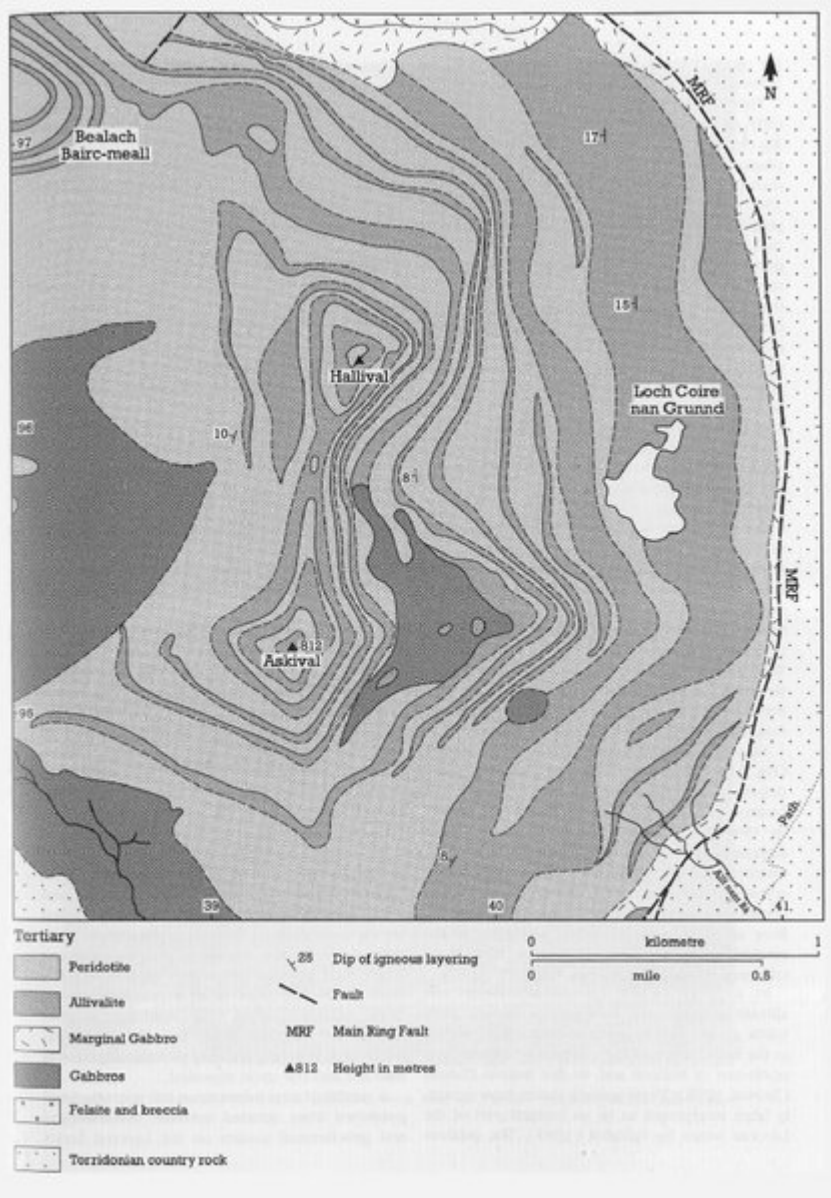 MRF
N
17
97
Bealach
Bairc-meall
15
Hallival
Loch Coire
nan Grunnd
96
10
8
MRF
812
Askival
95
Path
5
39
40
41
Tertiary
Peridotite
Allivalite
Marginal Gabbro
Gabbros
Felsite and breccia
Torridonian country rock
25 Dip of igneous layering
Fault
MRF Main Ring Fault
812 Height in metres
0 kilometre 1
0 mile 0.5